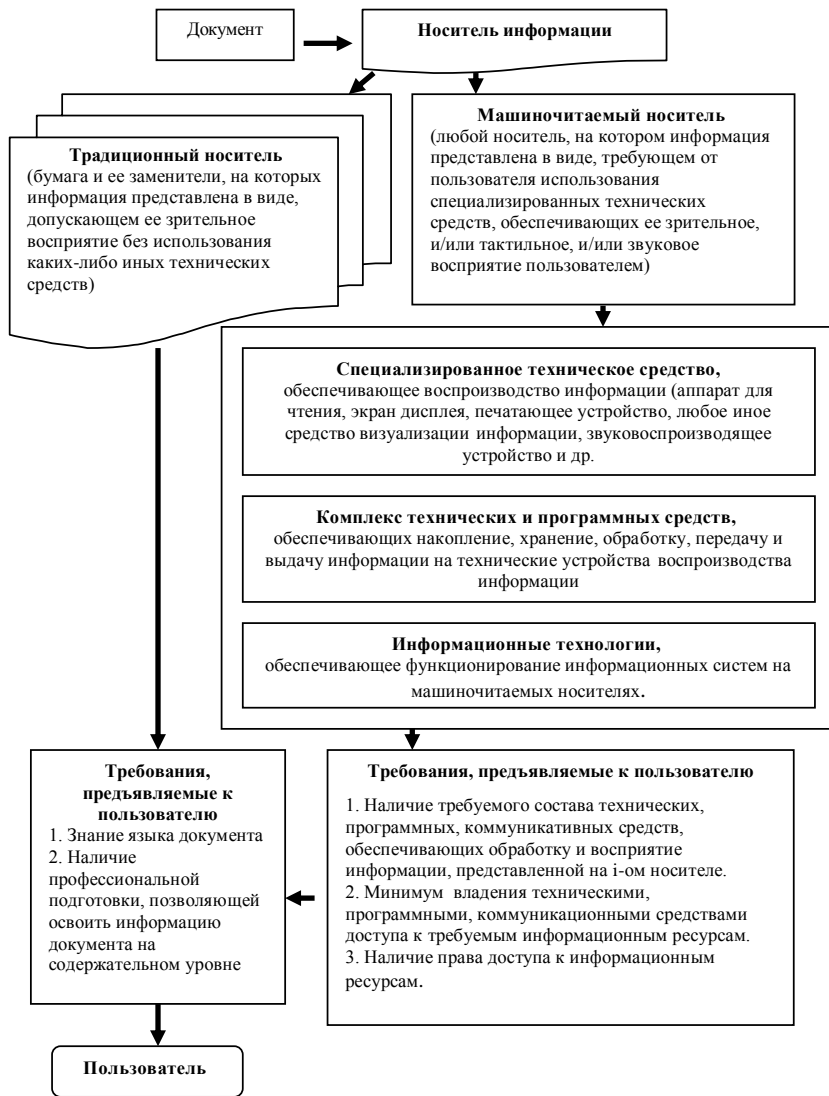 Документ
Носитель информации
Традиционный носитель
(бумага и ее заменители, на которых
информация представлена в виде,
допускающем ее зрительное
восприятие без использования
каких-либо иных технических
средств)
Машиночитаемый носитель
(любой носитель, на котором информация
представлена в виде, требующем от
пользователя использования
специализированных технических
средств, обеспечивающих ее зрительное,
и/или тактильное, и/или звуковое
восприятие пользователем)
Специализированное техническое средство,
обеспечивающее воспроизводство информации (аппарат для
чтения, экран дисплея, печатающее устройство, любое иное
средство визуализации информации, звуковоспроизводящее
устройство и др.
Комплекс технических и программных средств,
обеспечивающих накопление, хранение, обработку, передачу и
выдачу информации на технические устройства воспроизводства
информации
Информационные технологии,
обеспечивающее функционирование информационных систем на
машиночитаемых носителях.
Требования,
предъявляемые к
пользователю
1. Знание языка документа
2. Наличие
профессиональной
подготовки, позволяющей
освоить информацию
документа на
содержательном уровне
Требования, предъявляемые к пользователю
1. Наличие требуемого состава технических,
программных, коммуникативных средств,
обеспечивающих обработку и восприятие
информации, представленной на i-ом носителе.
2. Минимум владения техническими,
программными, коммуникационными средствами
доступа к требуемым информационным ресурсам.
3. Наличие права доступа к информационным
ресурсам.
Пользователь